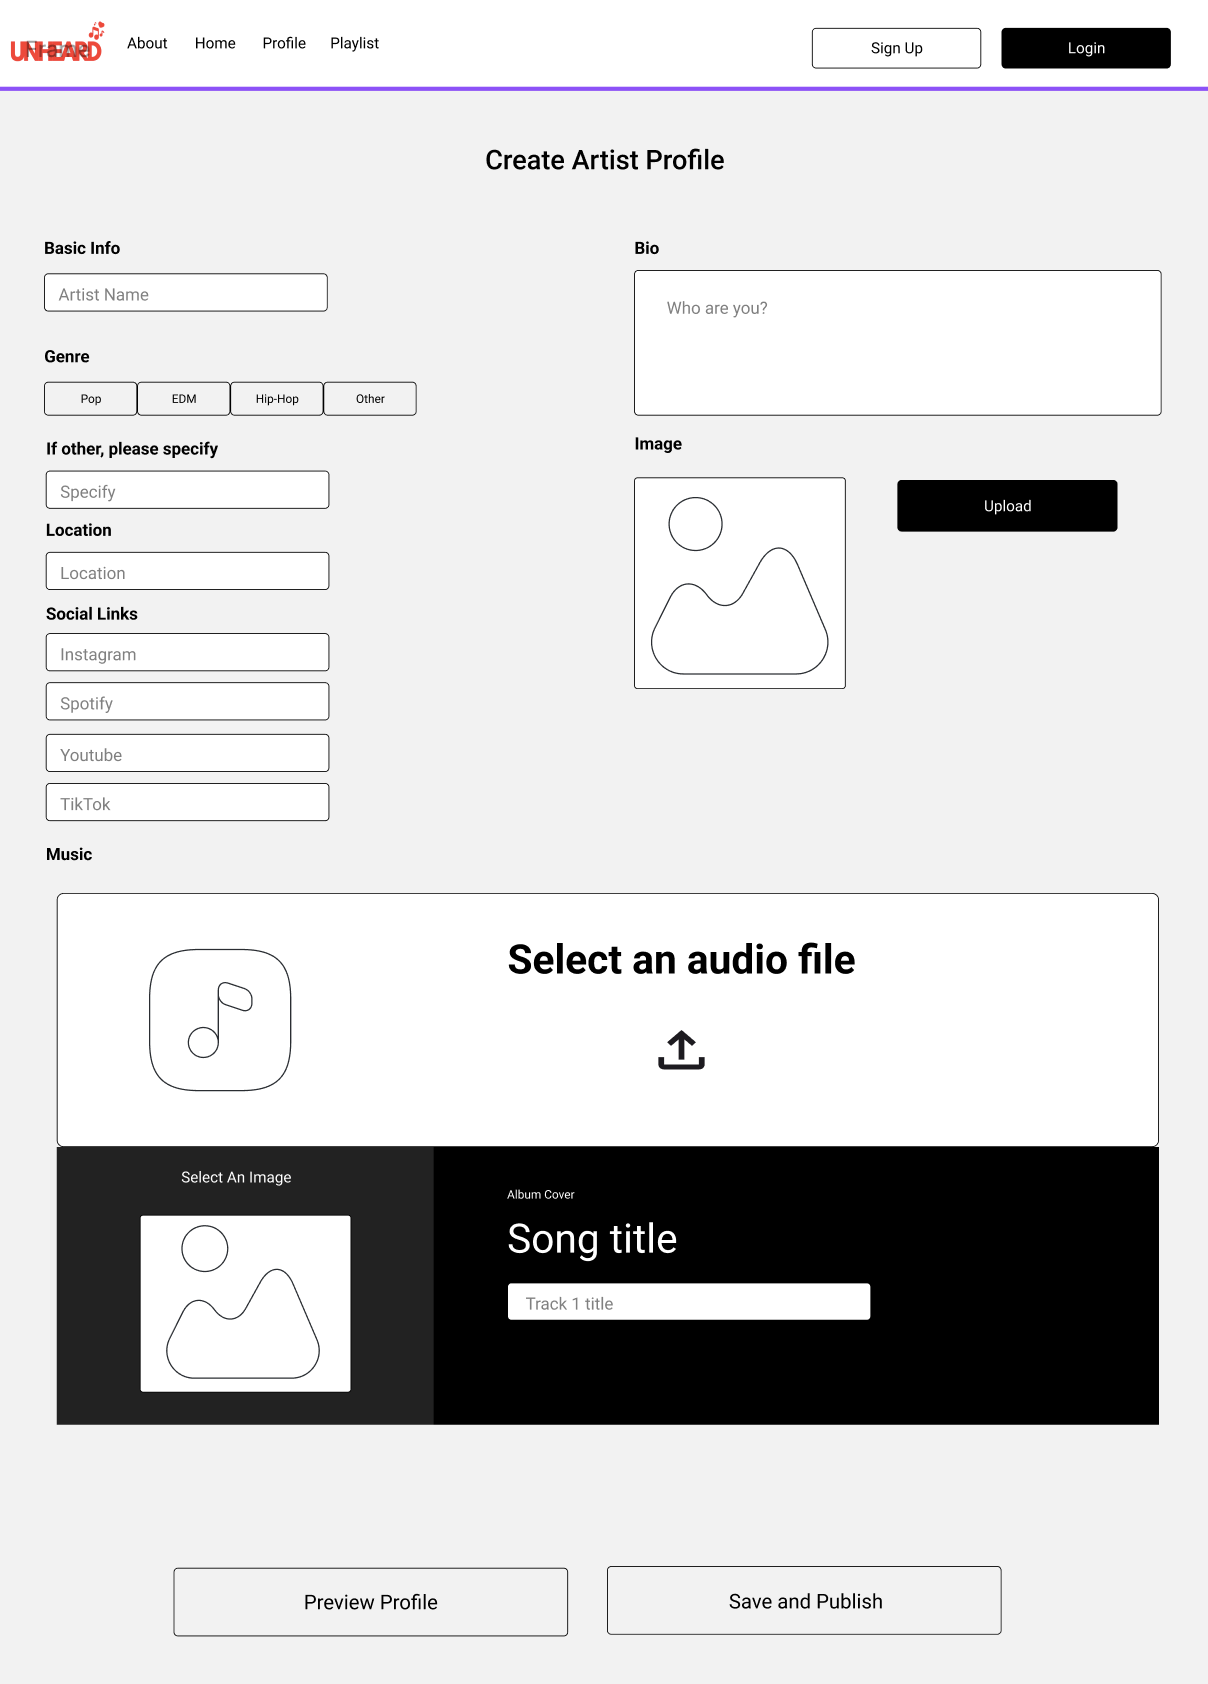 UNHEARD
About Home Profile Playlist
Sign Up
Login
Create Artist Profile
Basic Info
Artist Name
Genre
Pop EDM Hip-Hop Other
If other, please specify
Specify
Location
Location
Social Links
Instagram
Spotify
Youtube
TikTok
Bio
Who are you?
Image
Upload
Music
Select an audio file
Select An Image
Album Cover
Song title
Track 1 title
Preview Profile
Save and Publish